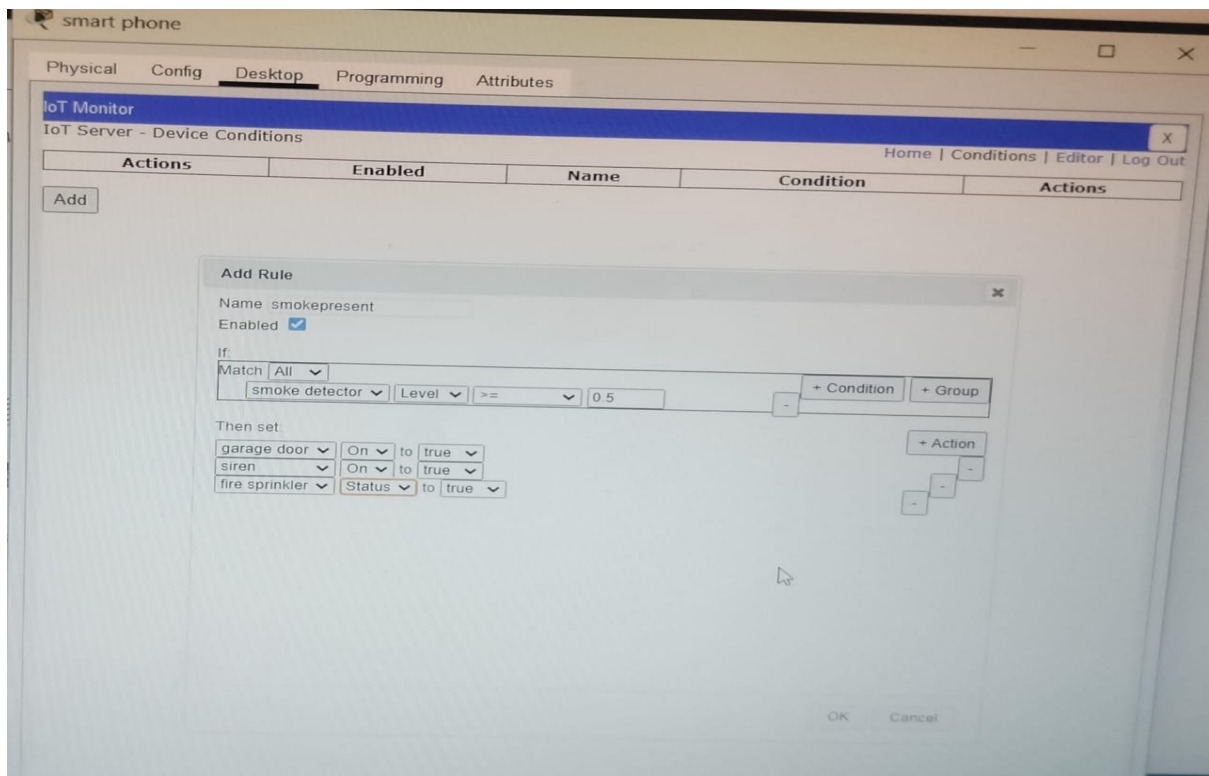 smart phone
Physical Config Desktop Programming Attributes
IoT Monitor
X
IoT Server - Device Conditions
Home | Conditions | Editor | Log Out
Actions Enabled Name Condition Actions
Add
Add Rule
Name smokepresent
Enabled
If:
Match All
+ Condition + Group
smoke detector Level >= 0.5
-
Then set:
+ Action
garage door On to true
-
siren On to true
-
fire sprinkler Status to true
-
OK Cancel